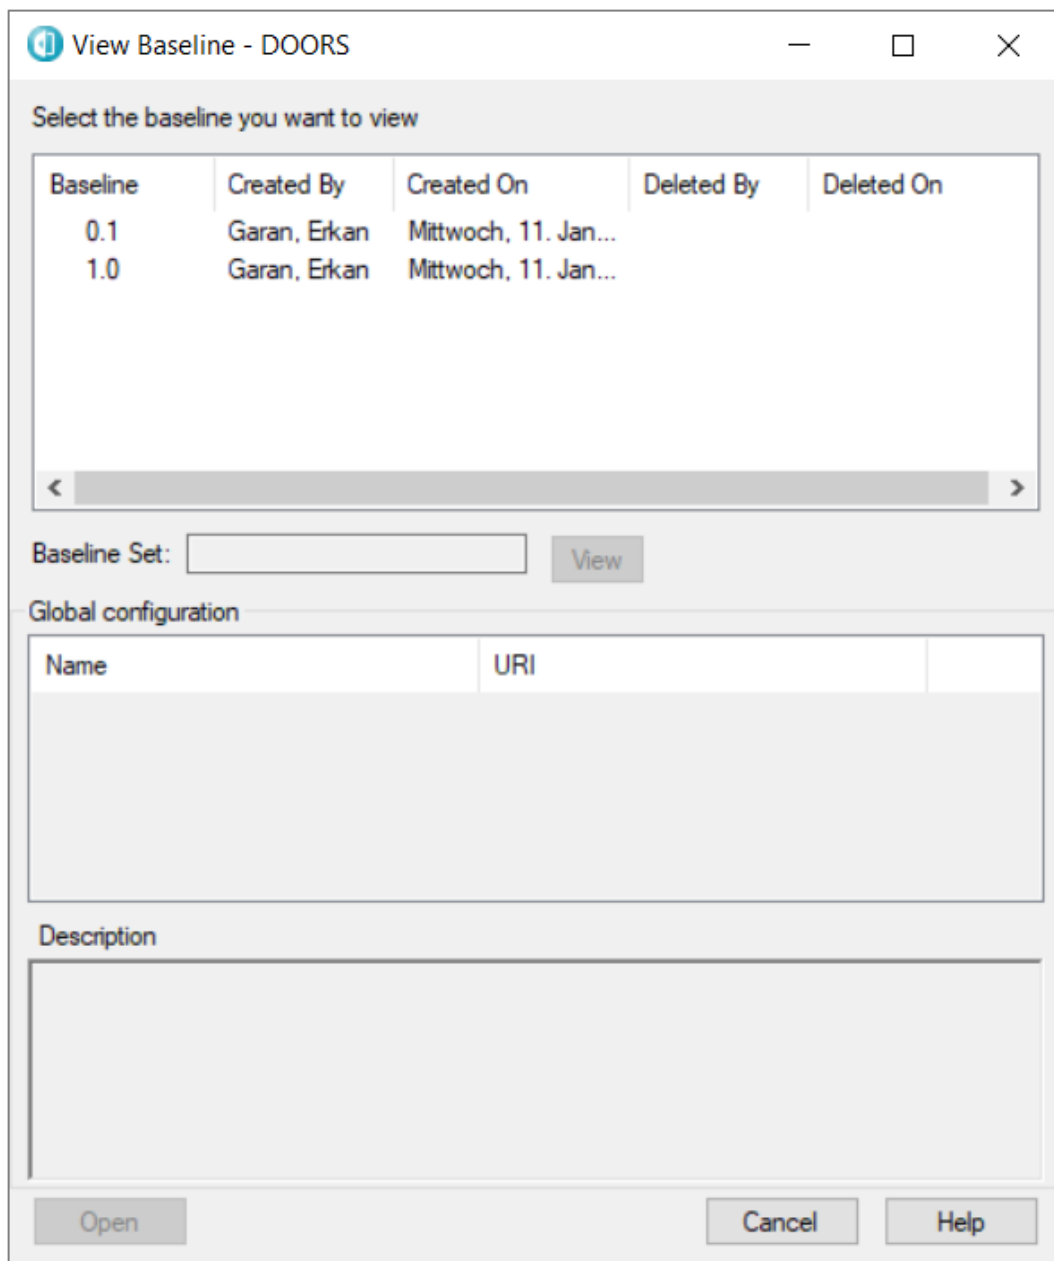 View Baseline - DOORS
Select the baseline you want to view
Baseline Created By Created On Deleted By Deleted On
0.1 Garan, Erkan Mittwoch, 11. Jan...
1.0 Garan, Erkan Mittwoch, 11. Jan...
Baseline Set: View
Global configuration
Name URI
Description
Open Cancel Help